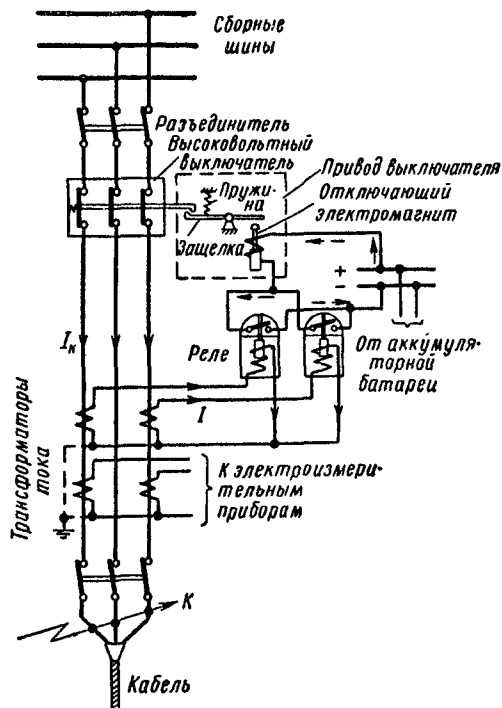 Сборные
шины
Разъединитель
Высоковольтный
выключатель
Привод выключателя
Пружи-
на
Отключающий
электромагнит
Защелка
+
-
Iк
Реле
От аккумуля-
торной
батареи
I
Трансформаторы
тока
К электроизмери-
тельным
приборам
К
Кабель